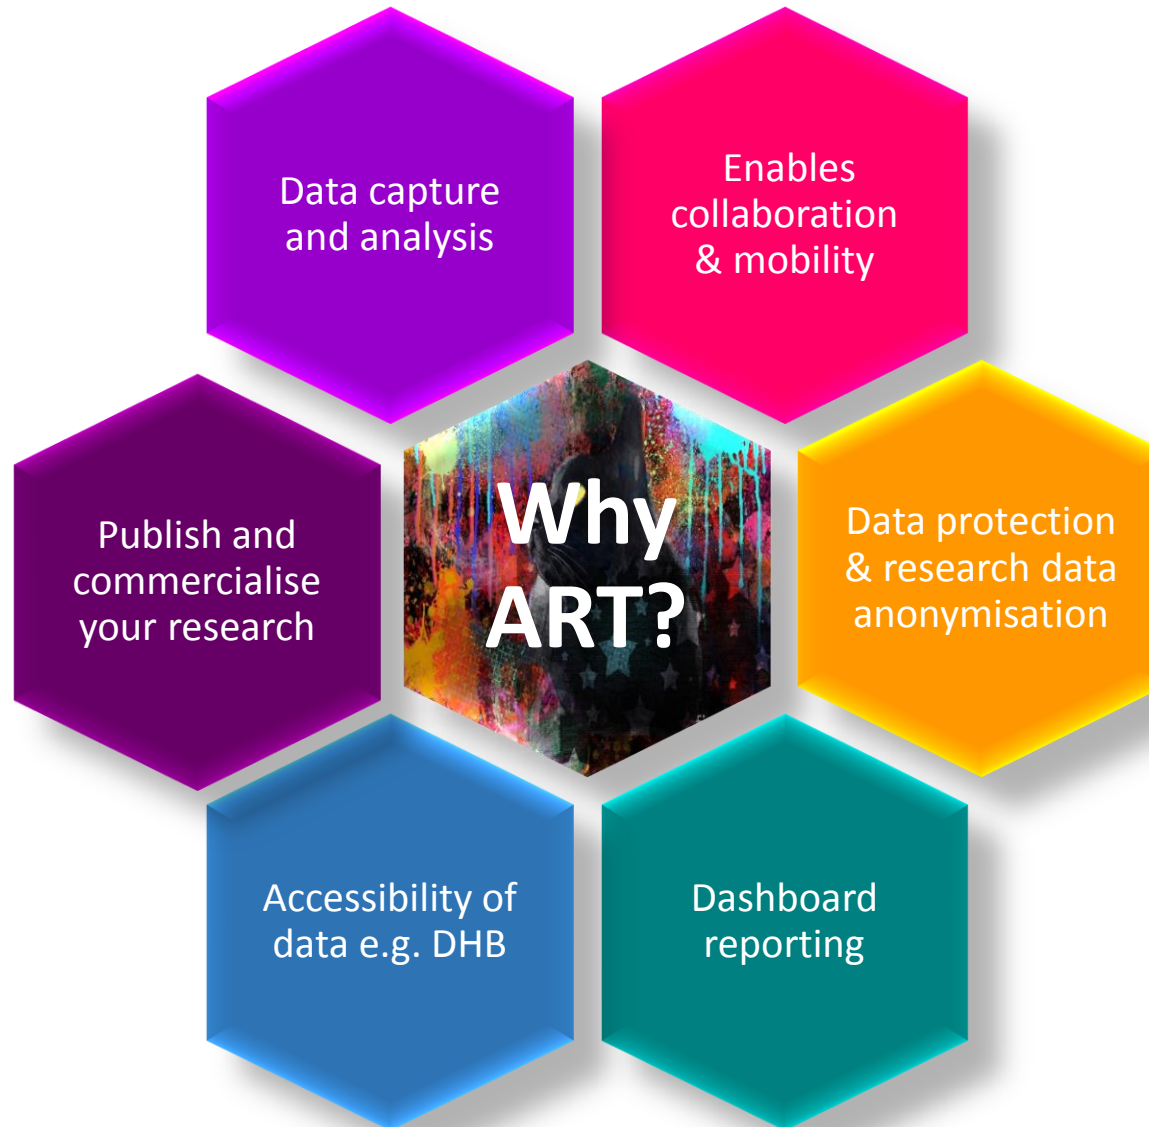 Data capture
and analysis
Enables
collaboration
& mobility
Publish and
commercialise
your research
Why
ART?
Data protection
& research data
anonymisation
Accessibility of
data e.g. DHB
Dashboard
reporting